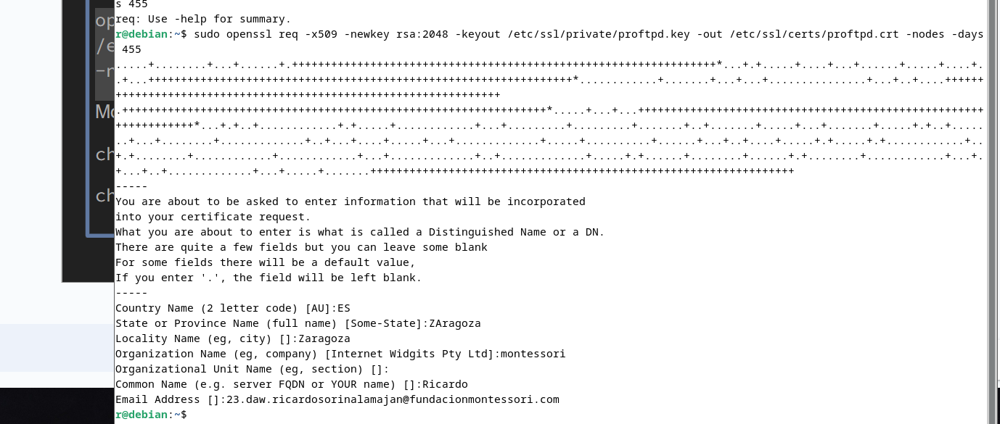 s 455
req: Use -help for summary.
r@debian:~$ sudo openssl req -x509 -newkey rsa:2048 -keyout /etc/ssl/private/proftpd.key -out /etc/ssl/certs/proftpd.crt -nodes -days
455
-----
You are about to be asked to enter information that will be incorporated
into your certificate request.
What you are about to enter is what is called a Distinguished Name or a DN.
There are quite a few fields but you can leave some blank
For some fields there will be a default value,
If you enter '.', the field will be left blank.
-----
Country Name (2 letter code) [AU]:ES
State or Province Name (full name) [Some-State]:ZAragoza
Locality Name (eg, city) []:Zaragoza
Organization Name (eg, company) [Internet Widgits Pty Ltd]:montessori
Organizational Unit Name (eg, section) []:
Common Name (e.g. server FQDN or YOUR name) []:Ricardo
Email Address []:23.daw.ricardosorinalamajan@fundacionmontessori.com
r@debian:~$